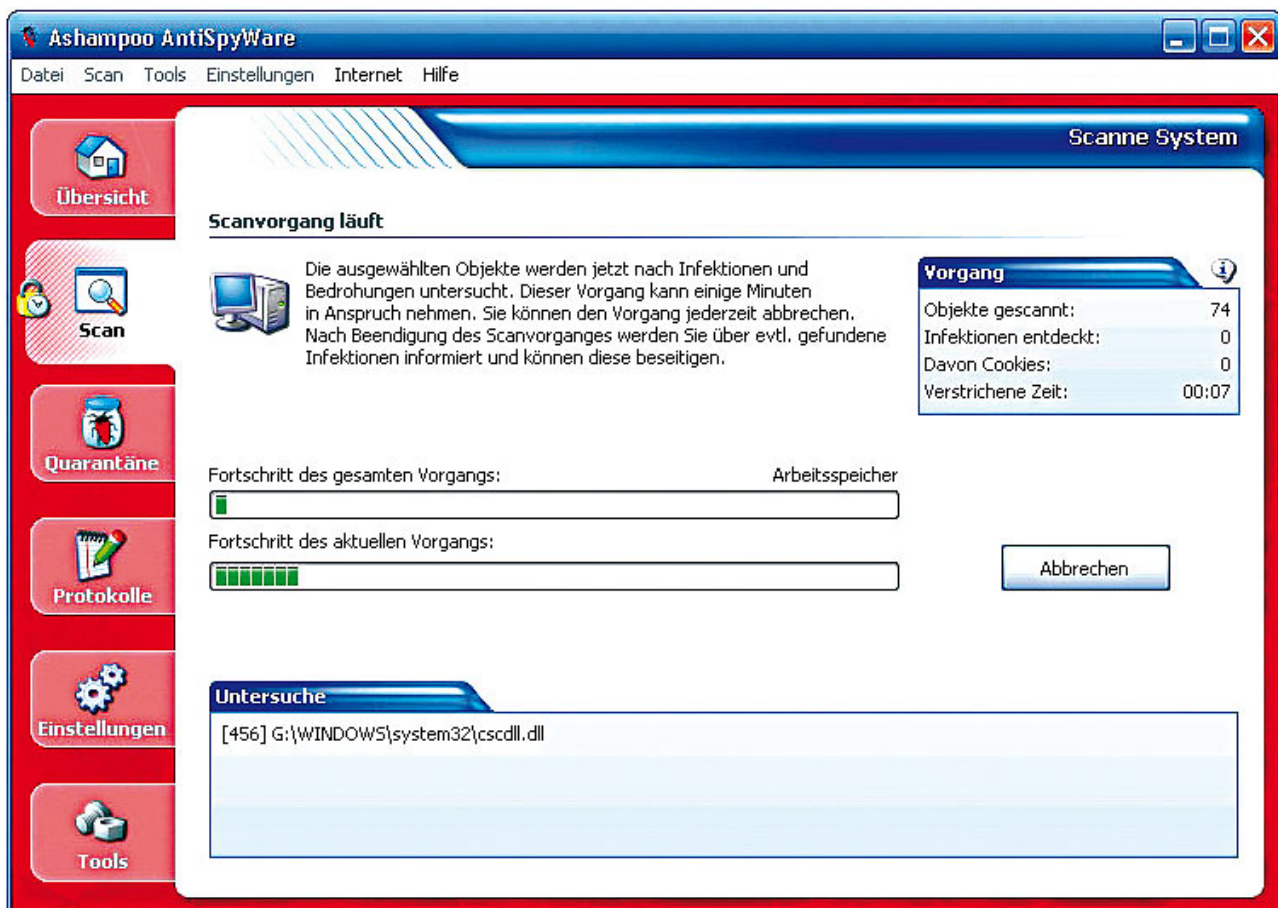 Ashampoo AntiSpyWare
Datei Scan Tools Einstellungen Internet Hilfe
Scanne System
Übersicht
Scan
Quarantäne
Protokolle
Einstellungen
Tools
Scanvorgang läuft
Die ausgewählten Objekte werden jetzt nach Infektionen und
Bedrohungen untersucht. Dieser Vorgang kann einige Minuten
in Anspruch nehmen. Sie können den Vorgang jederzeit abbrechen.
Nach Beendigung des Scanvorganges werden Sie über evtl. gefundene
Infektionen informiert und können diese beseitigen.
Vorgang
Objekte gescannt: 74
Infektionen entdeckt: 0
Davon Cookies: 0
Verstrichene Zeit: 00:07
Fortschritt des gesamten Vorgangs: Arbeitsspeicher
Fortschritt des aktuellen Vorgangs:
Abbrechen
Untersuche
[456] G:\WINDOWS\system32\cscdll.dll